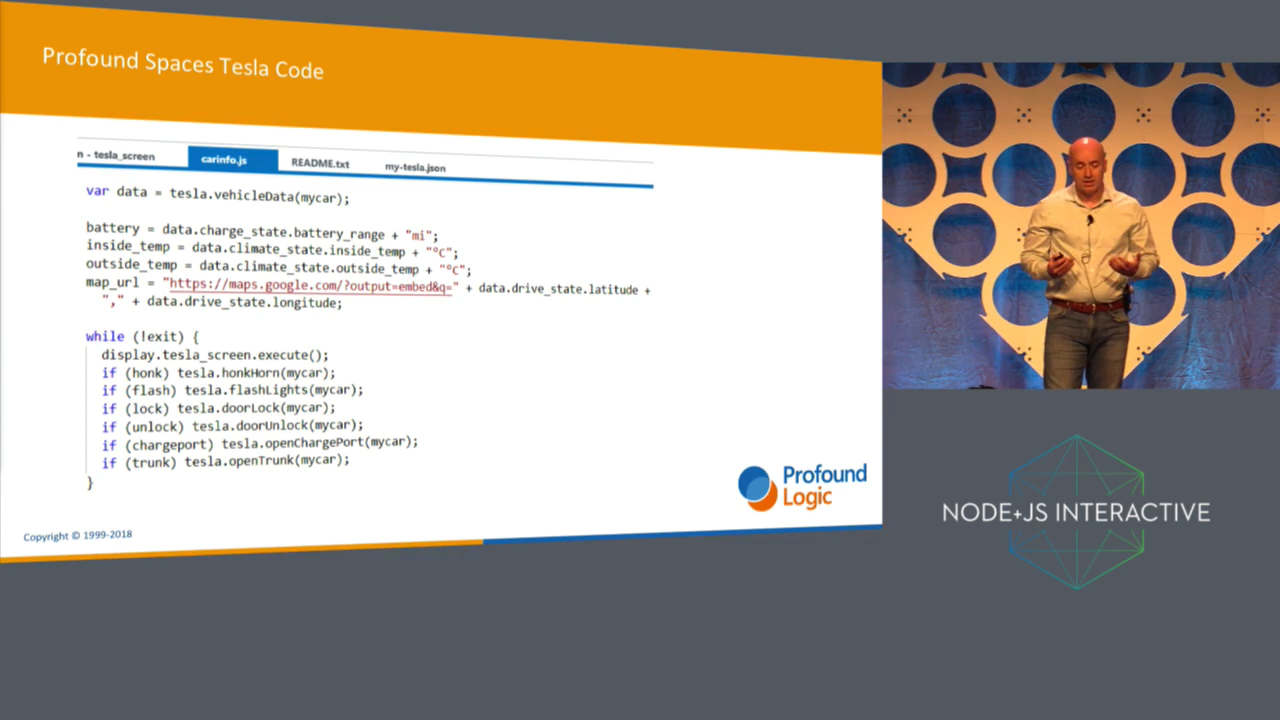 Profound Spaces Tesla Code
n - tesla_screen carinfo.js README.txt my-tesla.json
var data = tesla.vehicleData(mycar);
battery = data.charge_state.battery_range + "mi";
inside_temp = data.climate_state.inside_temp + "°C";
outside_temp = data.climate_state.outside_temp + "°C";
map_url = "https://maps.google.com/?output=embed&q=" + data.drive_state.latitude +
"," + data.drive_state.longitude;
while (!exit) {
display.tesla_screen.execute();
if (honk) tesla.honkHorn(mycar);
if (flash) tesla.flashLights(mycar);
if (lock) tesla.doorLock(mycar);
if (unlock) tesla.doorUnlock(mycar);
if (chargeport) tesla.openChargePort(mycar);
if (trunk) tesla.openTrunk(mycar);
}
Profound
Logic
Copyright © 1999-2018
NODE+JS INTERACTIVE